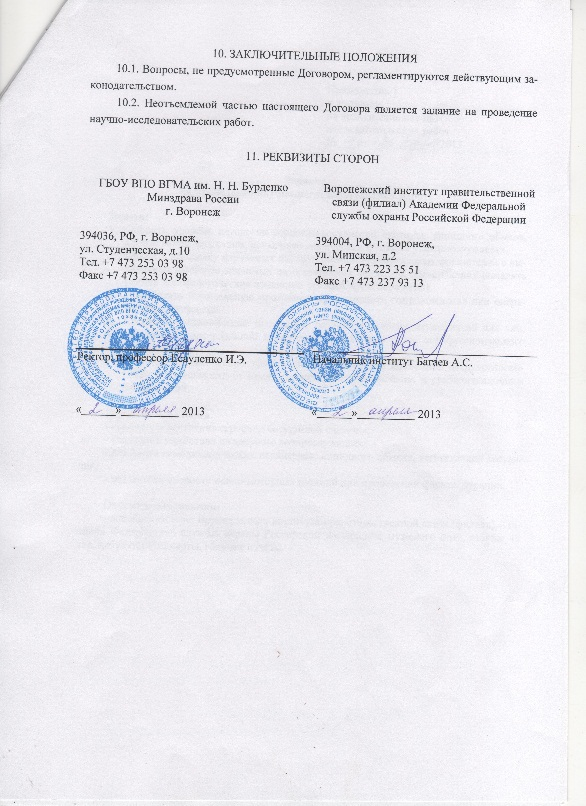 10. ЗАКЛЮЧИТЕЛЬНЫЕ ПОЛОЖЕНИЯ
10.1. Вопросы, не предусмотренные Договором, регламентируются действующим за-
конодательством.
10.2. Неотъемлемой частью настоящего Договора является задание на проведение
научно-исследовательских работ.
11. РЕКВИЗИТЫ СТОРОН
ГБОУ ВПО ВГМА им. Н. Н. Бурденко
Минздрава России
г. Воронеж
394036, РФ, г. Воронеж,
ул. Студенческая, д.10
Тел. +7 473 253 03 98
Факс +7 473 253 03 98
Ректор, профессор Есауленко И.Э.
«2» апреля 2013
Воронежский институт правительственной
связи (филиал) Академии Федеральной
службы охраны Российской Федерации
394004, РФ, г. Воронеж,
ул. Минская, д.2
Тел. +7 473 223 35 51
Факс +7 473 237 93 13
Начальник институт Багаев А.С.
«    » апреля 2013